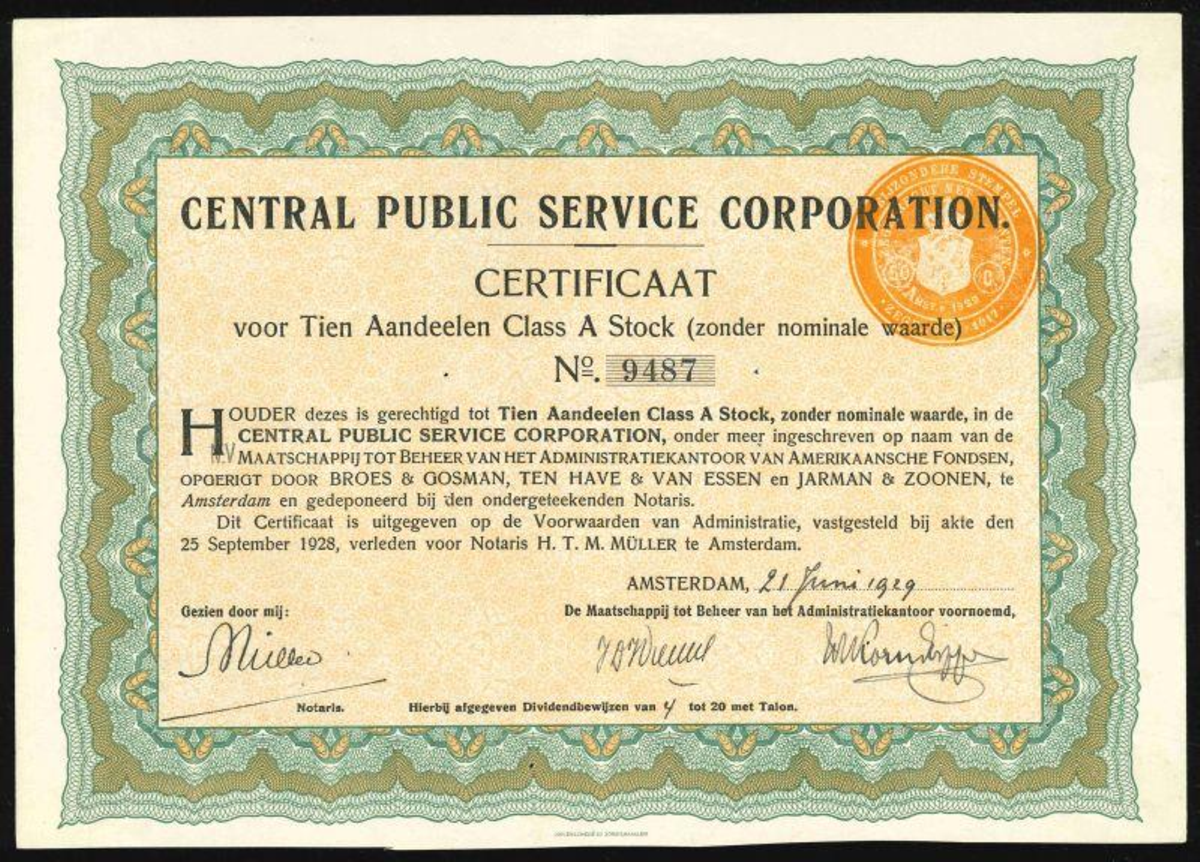 CENTRAL PUBLIC SERVICE CORPORATION.
CERTIFICAAT
voor Tien Aandeelen Class A Stock (zonder nominale waarde)
Nº. 9487
HOUDER dezes is gerechtigd tot Tien Aandeelen Class A Stock, zonder nominale waarde, in de
CENTRAL PUBLIC SERVICE CORPORATION, onder meer ingeschreven op naam van de
N.V. MAATSCHAPPIJ TOT BEHEER VAN HET ADMINISTRATIEKANTOOR VAN AMERIKAANSCHE FONDSEN,
OPGERIGT DOOR BROES & GOSMAN, TEN HAVE & VAN ESSEN en JARMAN & ZOONEN, te
Amsterdam en gedeponeerd bij den ondergeteekenden Notaris.
Dit Certificaat is uitgegeven op de Voorwaarden van Administratie, vastgesteld bij akte den
25 September 1928, verleden voor Notaris H. T. M. MÜLLER te Amsterdam.
AMSTERDAM, 21 Juni 1929
Gezien door mij:
De Maatschappij tot Beheer van het Administratiekantoor voornoemd,
Müller
Notaris.
Hierbij afgegeven Dividendbewijzen van 4 tot 20 met Talon.
BIJZONDERE STEMPEL
1917
50 C